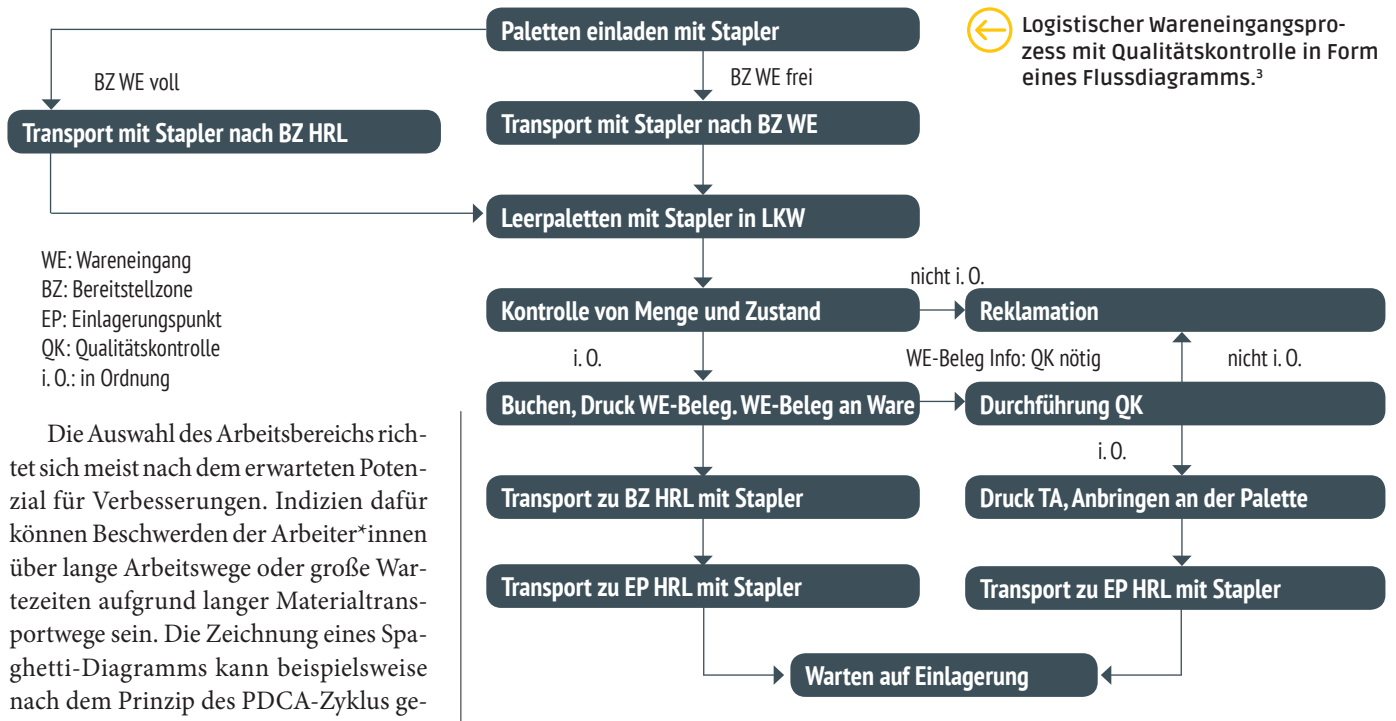 Paletten einladen mit Stapler
Logistischer Wareneingangspro-
zess mit Qualitätskontrolle in Form
eines Flussdiagramms.³
BZ WE voll
BZ WE frei
Transport mit Stapler nach BZ HRL
Transport mit Stapler nach BZ WE
Leerpaletten mit Stapler in LKW
WE: Wareneingang
BZ: Bereitstellzone
EP: Einlagerungspunkt
QK: Qualitätskontrolle
i. O.: in Ordnung
nicht i. O.
Kontrolle von Menge und Zustand
Reklamation
i. O.
WE-Beleg Info: QK nötig
nicht i. O.
Buchen, Druck WE-Beleg. WE-Beleg an Ware
Durchführung QK
i. O.
Transport zu BZ HRL mit Stapler
Druck TA, Anbringen an der Palette
Transport zu EP HRL mit Stapler
Transport zu EP HRL mit Stapler
Warten auf Einlagerung
Die Auswahl des Arbeitsbereichs rich-
tet sich meist nach dem erwarteten Poten-
zial für Verbesserungen. Indizien dafür
können Beschwerden der Arbeiter*innen
über lange Arbeitswege oder große War-
tezeiten aufgrund langer Materialtrans-
portwege sein. Die Zeichnung eines Spa-
ghetti-Diagramms kann beispielsweise
nach dem Prinzip des PDCA-Zyklus ge-